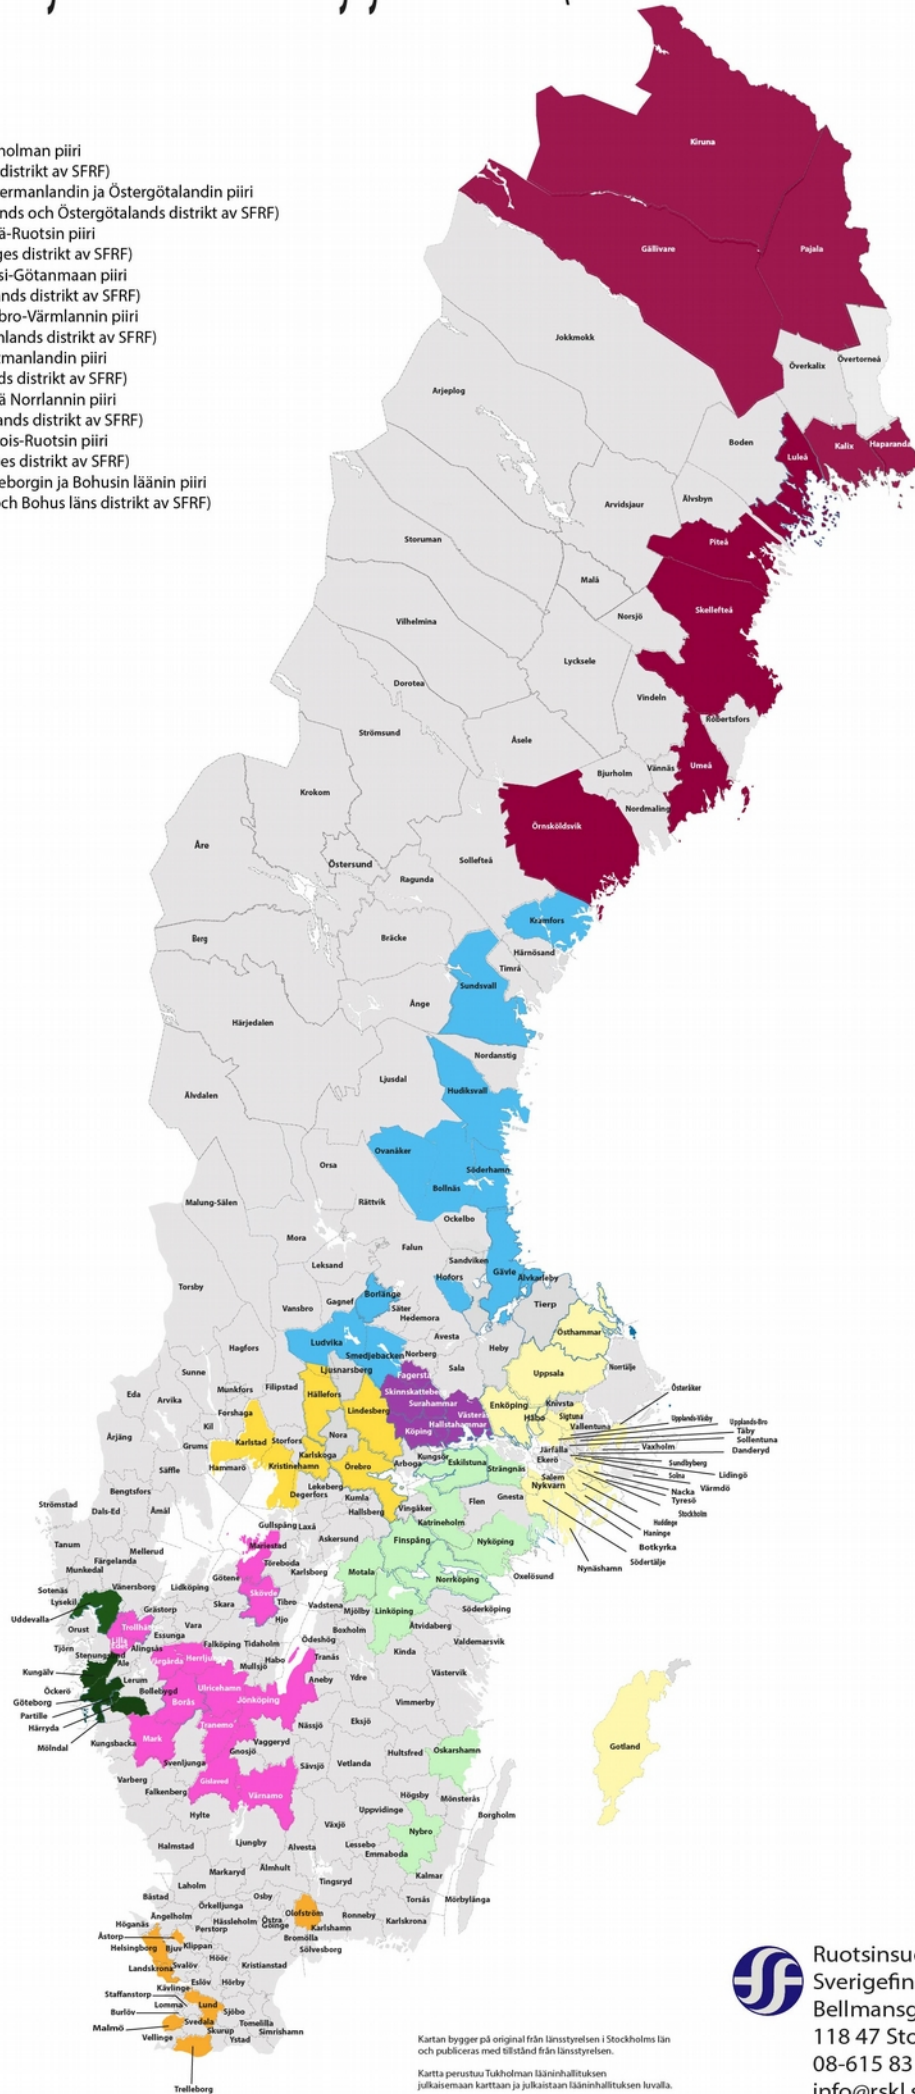 holman piiri
distrikt av SFRF)
ermanlandin ja Östergötalandin piiri
nds och Östergötalands distrikt av SFRF)
ä-Ruotsin piiri
ges distrikt av SFRF)
si-Götanmaan piiri
ands distrikt av SFRF)
bro-Värmlannin piiri
nlands distrikt av SFRF)
tmanlandin piiri
ds distrikt av SFRF)
ä Norrlannin piiri
ands distrikt av SFRF)
ois-Ruotsin piiri
es distrikt av SFRF)
eborgin ja Bohusin läänin piiri
och Bohus läns distrikt av SFRF)
Kiruna
Gällivare
Pajala
Jokkmokk
Överkalix
Övertorneå
Arjeplog
Boden
Luleå
Kalix
Haparanda
Arvidsjaur
Älvsbyn
Storuman
Piteå
Malå
Skellefteå
Norsjö
Vilhelmina
Lycksele
Dorotea
Vindeln
Robertsfors
Strömsund
Åsele
Bjurholm
Vännäs
Umeå
Krokom
Nordmaling
Örnsköldsvik
Åre
Östersund
Sollefteå
Ragunda
Kramfors
Berg
Bräcke
Härnösand
Timrå
Sundsvall
Ånge
Härjedalen
Nordanstig
Ljusdal
Hudiksvall
Älvdalen
Ovanåker
Orsa
Söderhamn
Bollnäs
Malung-Sälen
Rättvik
Ockelbo
Mora
Falun
Leksand
Sandviken
Hofors
Gävle
Älvkarleby
Torsby
Borlänge
Gagnef
Vansbro
Säter
Hedemora
Tierp
Östhammar
Avesta
Ludvika
Hagfors
Smedjebacken
Norberg
Heby
Sala
Ljusnarsberg
Fagersta
Sunne
Uppsala
Norrtälje
Munkfors
Filipstad
Hällefors
Skinnskatteberg
Eda
Arvika
Surahammar
Enköping
Knivsta
Österåker
Forshaga
Lindesberg
Västerås
Håbo
Sigtuna
Upplands-Väsby
Upplands-Bro
Kil
Hallstahammar
Vallentuna
Täby
Årjäng
Nora
Köping
Sollentuna
Grums
Karlstad
Storfors
Järfälla
Vaxholm
Danderyd
Karlskoga
Kungsör
Ekerö
Säffle
Hammarö
Kristinehamn
Örebro
Arboga
Eskilstuna
Strängnäs
Sundbyberg
Solna
Lidingö
Salem
Nykvarn
Lekeberg
Degerfors
Nacka
Värmdö
Bengtsfors
Kumla
Flen
Gnesta
Tyresö
Strömstad
Dals-Ed
Åmål
Hallsberg
Vingåker
Stockholm
Katrineholm
Huddinge
Gullspång
Laxå
Haninge
Tanum
Mariestad
Askersund
Finspång
Nyköping
Botkyrka
Mellerud
Färgelanda
Töreboda
Södertälje
Munkedal
Karlsborg
Motala
Nynäshamn
Götene
Norrköping
Oxelösund
Sotenäs
Vänersborg
Lidköping
Skövde
Lysekil
Skara
Tibro
Vadstena
Grästorp
Mjölby
Linköping
Söderköping
Uddevalla
Hjo
Orust
Vara
Essunga
Boxholm
Åtvidaberg
Ödeshög
Tjörn
Falköping
Tidaholm
Valdemarsvik
Alingsås
Kinda
Ale
Vårgårda
Habo
Tranås
Mullsjö
Kungälv
Västervik
Lerum
Aneby
Ydre
Öckerö
Bollebygd
Ulricehamn
Göteborg
Borås
Jönköping
Vimmerby
Partille
Härryda
Tranemo
Nässjö
Eksjö
Mölndal
Kungsbacka
Mark
Vaggeryd
Gnosjö
Gotland
Hultsfred
Oskarshamn
Svenljunga
Sävsjö
Vetlanda
Varberg
Gislaved
Falkenberg
Värnamo
Högsby
Mönsterås
Uppvidinge
Hylte
Borgholm
Växjö
Nybro
Halmstad
Ljungby
Alvesta
Lessebo
Emmaboda
Markaryd
Älmhult
Kalmar
Laholm
Tingsryd
Båstad
Osby
Torsås
Mörbylånga
Örkelljunga
Olofström
Ängelholm
Ronneby
Höganäs
Hässleholm
Östra
Göinge
Karlskrona
Perstorp
Karlshamn
Åstorp
Bromölla
Helsingborg
Bjuv
Klippan
Sölvesborg
Höör
Landskrona
Svalöv
Kristianstad
Eslöv
Hörby
Kävlinge
Staffanstorp
Lomma
Lund
Burlöv
Sjöbo
Malmö
Svedala
Tomelilla
Skurup
Simrishamn
Vellinge
Ystad
Trelleborg
Kartan bygger på original från länsstyrelsen i Stockholms län
och publiceras med tillstånd från länsstyrelsen.
Kartta perustuu Tukholman lääninhallituksen
julkaisemaan karttaan ja julkaistaan lääninhallituksen luvalla.
Ruotsinsu
Sverigefin
Bellmansg
118 47 Sto
08-615 83
info@rskl.s